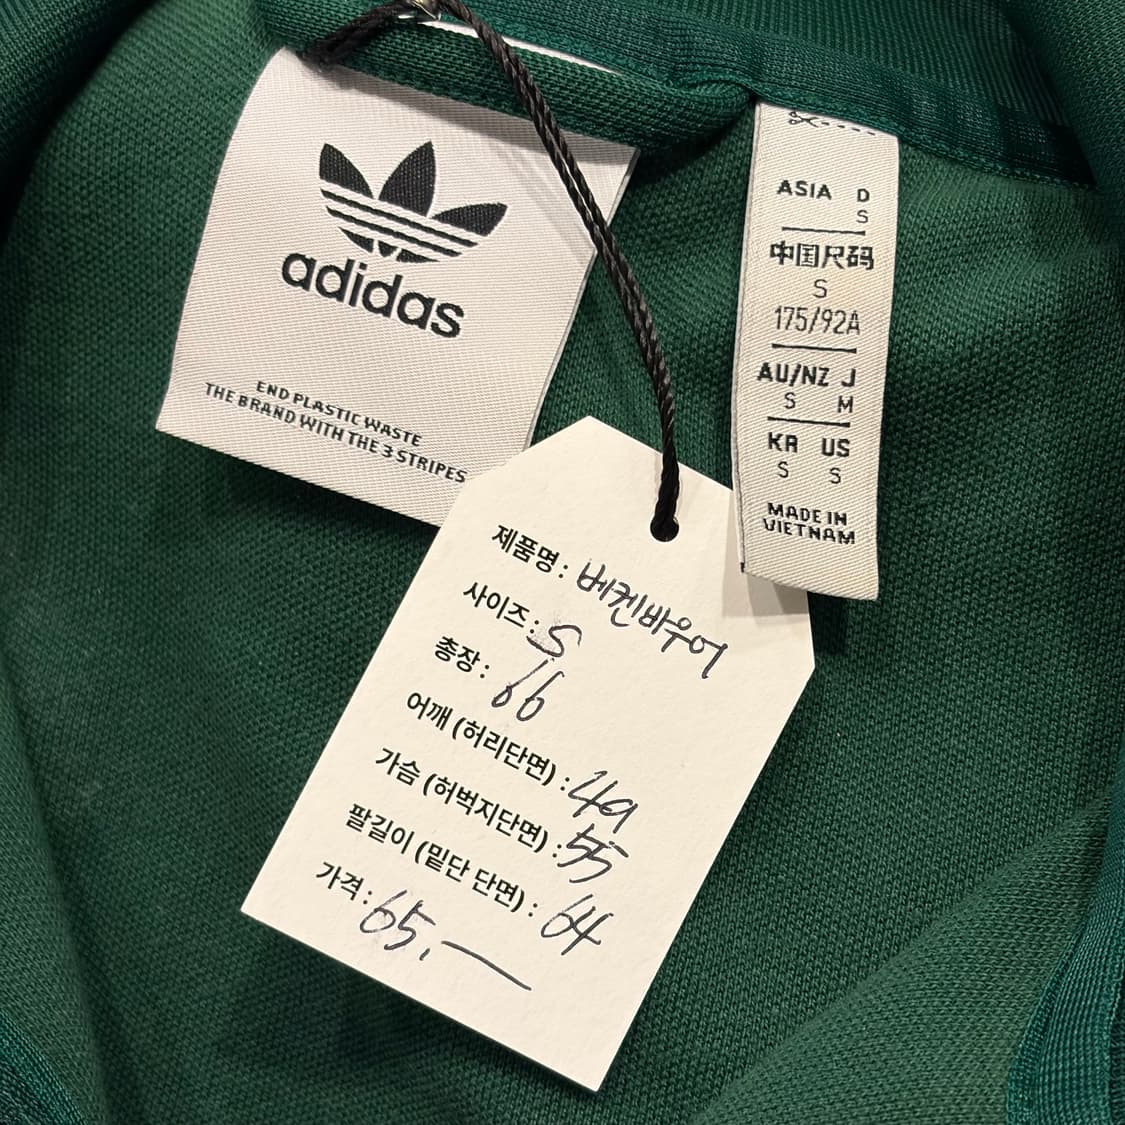 adidas
END PLASTIC WASTE
THE BRAND WITH THE 3 STRIPES
ASIA D
S
中国尺码
S
175/92A
AU/NZ J
S M
KR US
S S
MADE IN
VIETNAM
제품명 : 베켄바우어
사이즈 : S
총장 : 66
어깨 (허리단면) : 49
가슴 (허벅지단면) : 55
팔길이 (밑단 단면) : 64
가격 : 65,—